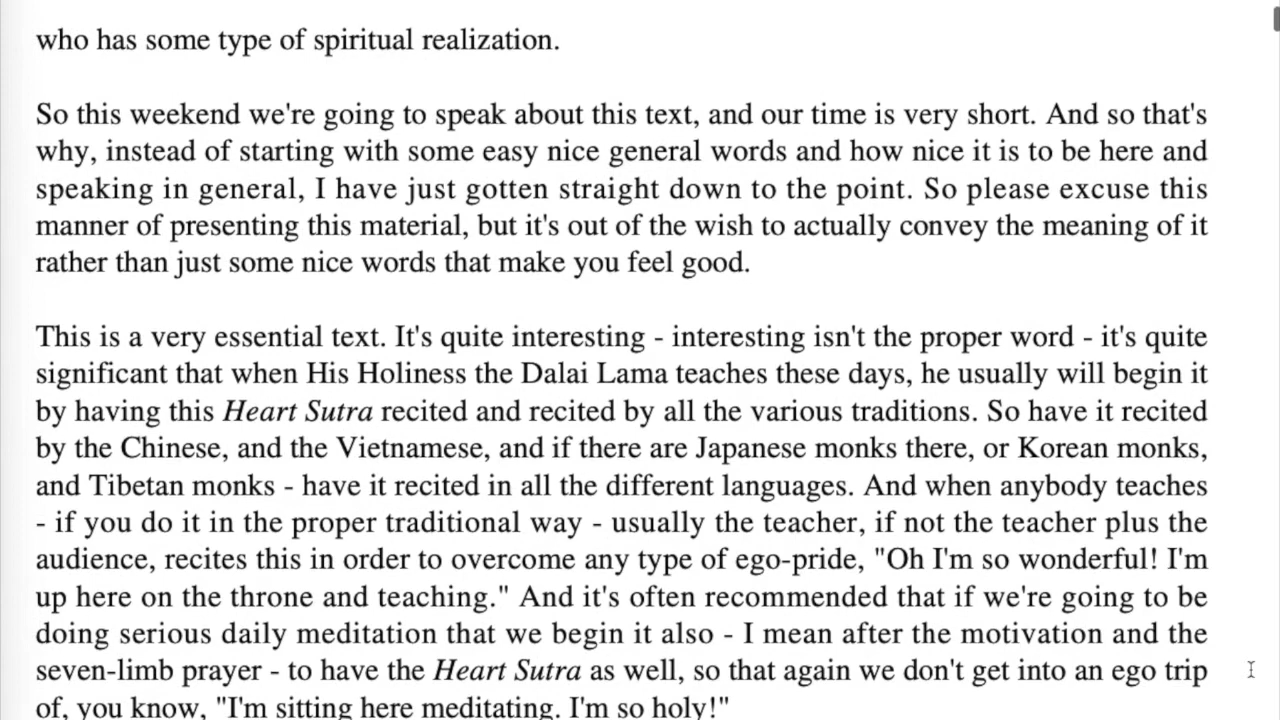 who has some type of spiritual realization.
So this weekend we're going to speak about this text, and our time is very short. And so that's
why, instead of starting with some easy nice general words and how nice it is to be here and
speaking in general, I have just gotten straight down to the point. So please excuse this
manner of presenting this material, but it's out of the wish to actually convey the meaning of it
rather than just some nice words that make you feel good.
This is a very essential text. It's quite interesting - interesting isn't the proper word - it's quite
significant that when His Holiness the Dalai Lama teaches these days, he usually will begin it
by having this Heart Sutra recited and recited by all the various traditions. So have it recited
by the Chinese, and the Vietnamese, and if there are Japanese monks there, or Korean monks,
and Tibetan monks - have it recited in all the different languages. And when anybody teaches
- if you do it in the proper traditional way - usually the teacher, if not the teacher plus the
audience, recites this in order to overcome any type of ego-pride, "Oh I'm so wonderful! I'm
up here on the throne and teaching." And it's often recommended that if we're going to be
doing serious daily meditation that we begin it also - I mean after the motivation and the
seven-limb prayer - to have the Heart Sutra as well, so that again we don't get into an ego trip
of, you know, "I'm sitting here meditating. I'm so holy!"